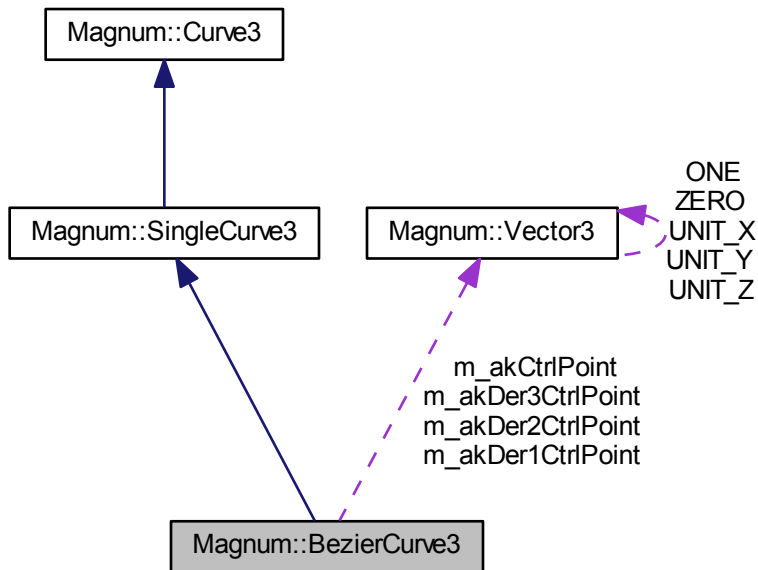 Magnum::Curve3
Magnum::SingleCurve3
Magnum::Vector3
ONE
ZERO
UNIT_X
UNIT_Y
UNIT_Z
m_akCtrlPoint
m_akDer3CtrlPoint
m_akDer2CtrlPoint
m_akDer1CtrlPoint
Magnum::BezierCurve3